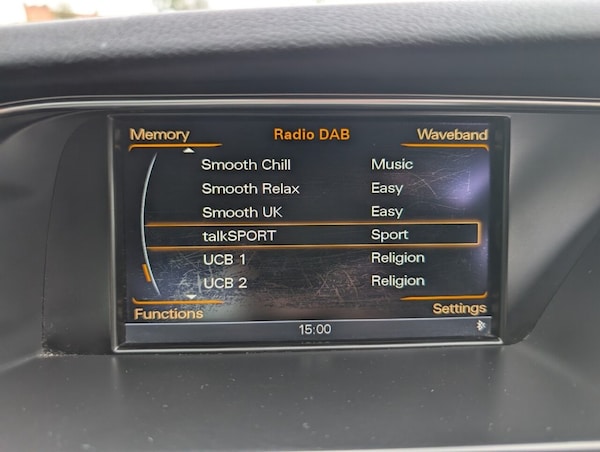 Memory Radio DAB Waveband
Smooth Chill Music
Smooth Relax Easy
Smooth UK Easy
talkSPORT Sport
UCB 1 Religion
UCB 2 Religion
Functions Settings
15:00